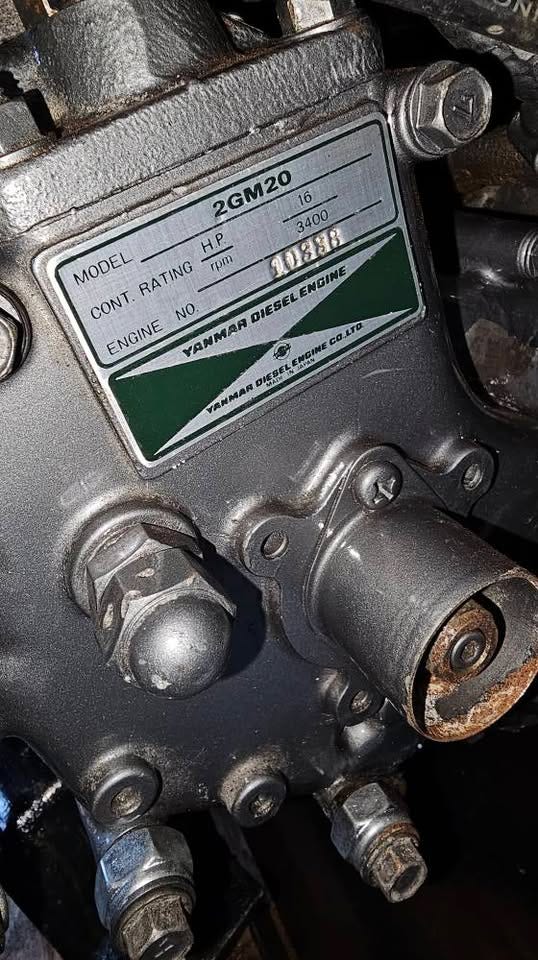 MODEL 2GM20
CONT. RATING H.P. 16
rpm 3400
ENGINE NO.
YANMAR DIESEL ENGINE
YANMAR DIESEL ENGINE CO.,LTD.
MADE IN JAPAN